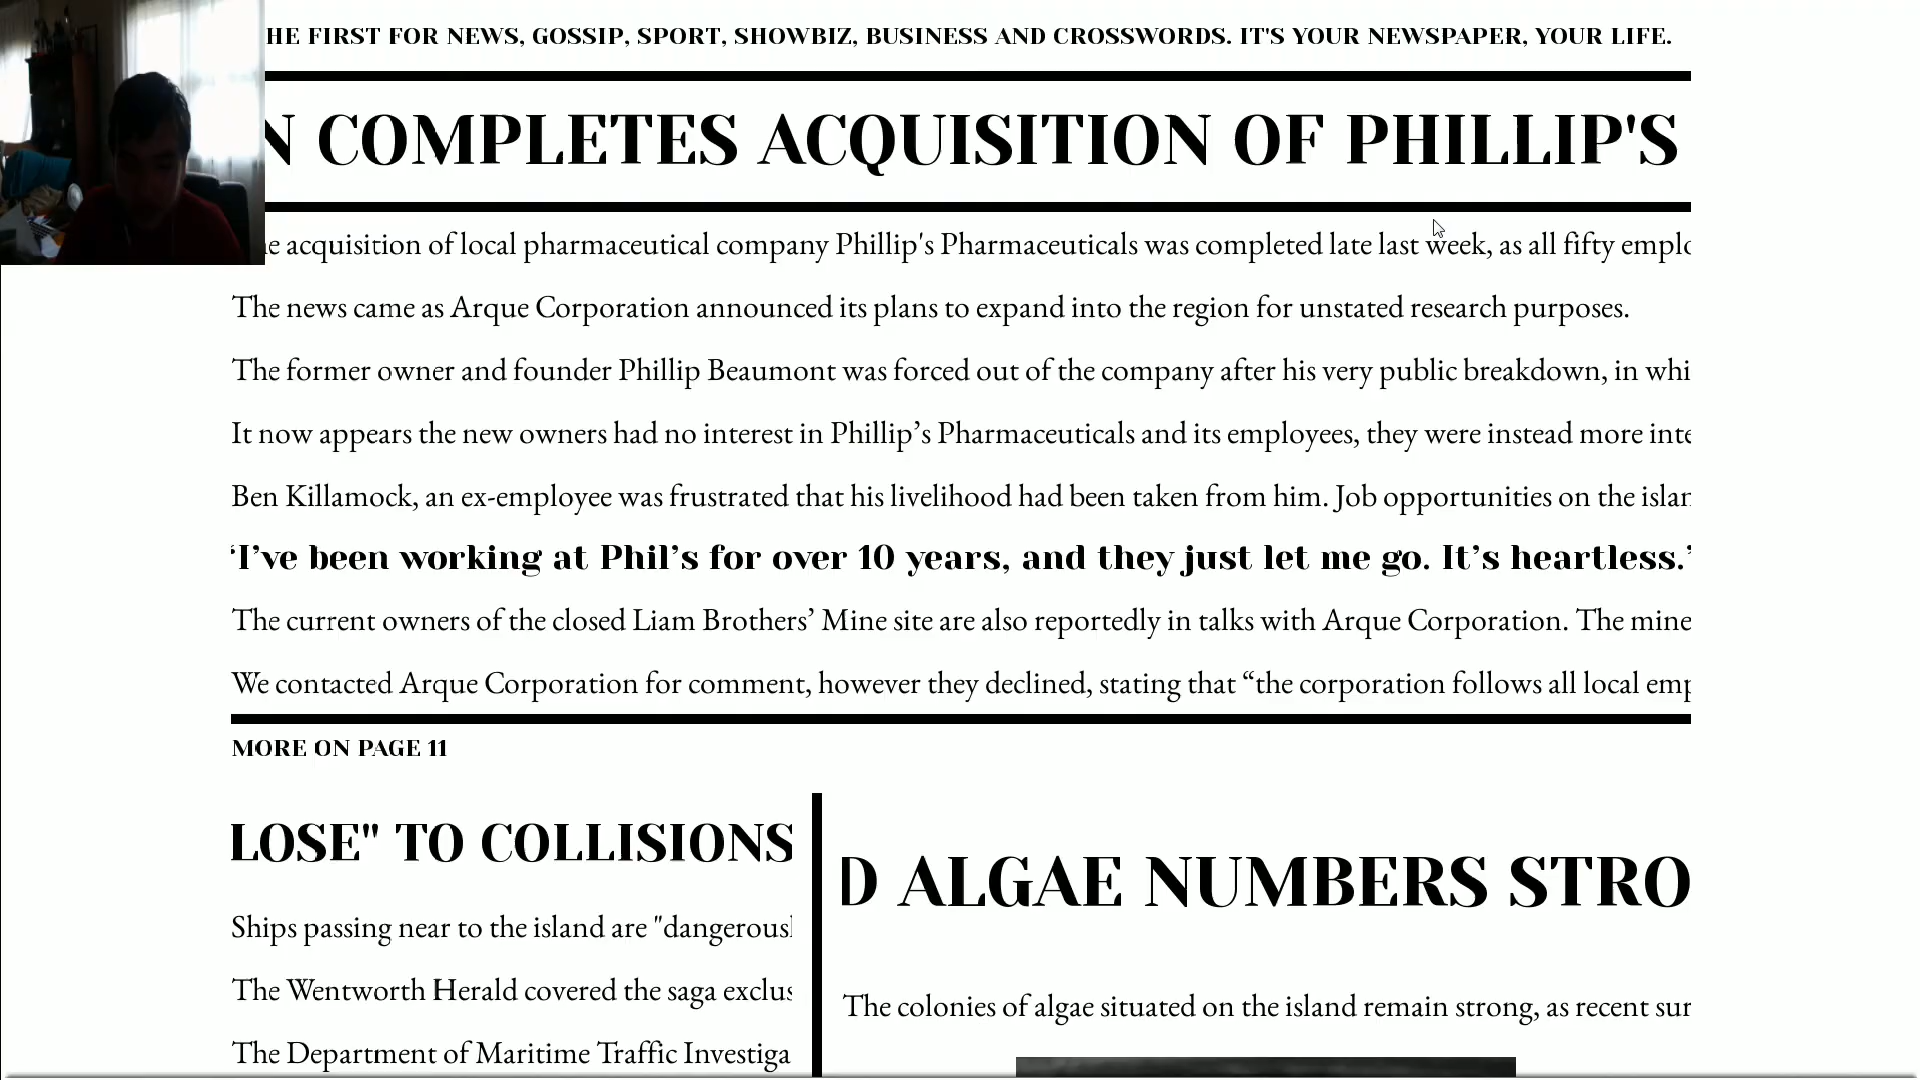 HE FIRST FOR NEWS, GOSSIP, SPORT, SHOWBIZ, BUSINESS AND CROSSWORDS. IT'S YOUR NEWSPAPER, YOUR LIFE.
N COMPLETES ACQUISITION OF PHILLIP'S
e acquisition of local pharmaceutical company Phillip's Pharmaceuticals was completed late last week, as all fifty emplo
The news came as Arque Corporation announced its plans to expand into the region for unstated research purposes.
The former owner and founder Phillip Beaumont was forced out of the company after his very public breakdown, in whi
It now appears the new owners had no interest in Phillip’s Pharmaceuticals and its employees, they were instead more inte
Ben Killamock, an ex-employee was frustrated that his livelihood had been taken from him. Job opportunities on the islan
‘I’ve been working at Phil’s for over 10 years, and they just let me go. It’s heartless.’
The current owners of the closed Liam Brothers’ Mine site are also reportedly in talks with Arque Corporation. The mine
We contacted Arque Corporation for comment, however they declined, stating that “the corporation follows all local emp
MORE ON PAGE 11
LOSE" TO COLLISIONS
Ships passing near to the island are "dangerousl
The Wentworth Herald covered the saga exclus
The Department of Maritime Traffic Investiga
D ALGAE NUMBERS STRO
The colonies of algae situated on the island remain strong, as recent sur